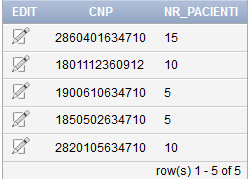 EDIT CNP NR_PACIENTI
2860401634710 15
1801112360912 10
1900610634710 5
1850502634710 5
2820105634710 10
row(s) 1 - 5 of 5